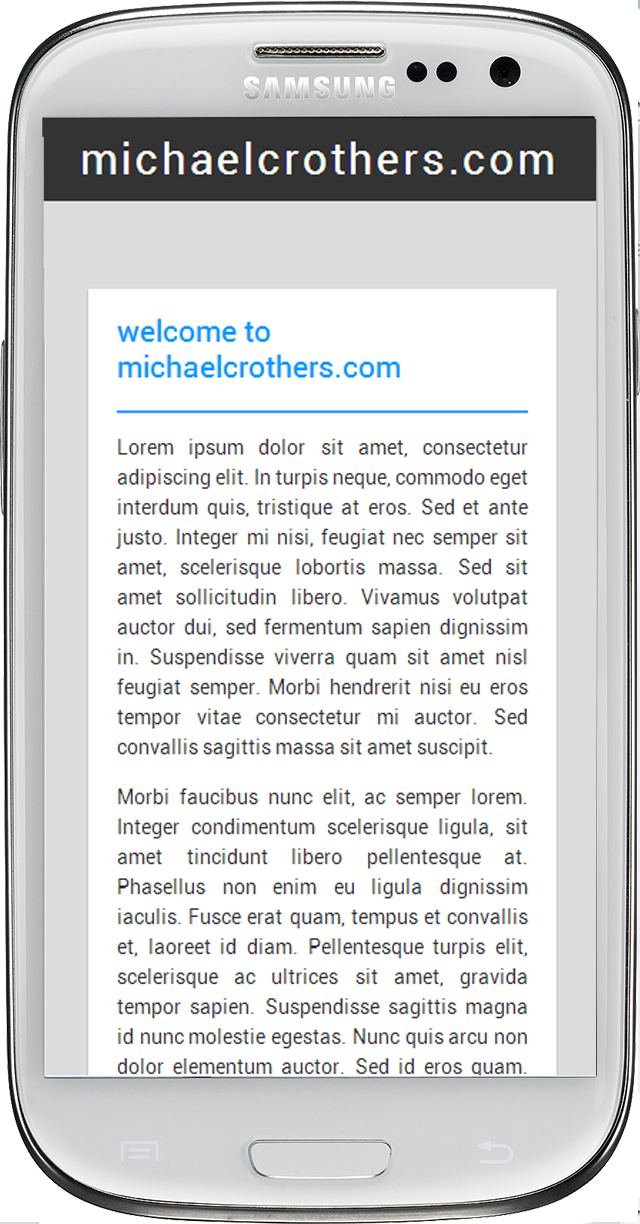 SAMSUNG
michaelcrothers.com
welcome to
michaelcrothers.com
Lorem ipsum dolor sit amet, consectetur
adipiscing elit. In turpis neque, commodo eget
interdum quis, tristique at eros. Sed et ante
justo. Integer mi nisi, feugiat nec semper sit
amet, scelerisque lobortis massa. Sed sit
amet sollicitudin libero. Vivamus volutpat
auctor dui, sed fermentum sapien dignissim
in. Suspendisse viverra quam sit amet nisl
feugiat semper. Morbi hendrerit nisi eu eros
tempor vitae consectetur mi auctor. Sed
convallis sagittis massa sit amet suscipit.
Morbi faucibus nunc elit, ac semper lorem.
Integer condimentum scelerisque ligula, sit
amet tincidunt libero pellentesque at.
Phasellus non enim eu ligula dignissim
iaculis. Fusce erat quam, tempus et convallis
et, laoreet id diam. Pellentesque turpis elit,
scelerisque ac ultrices sit amet, gravida
tempor sapien. Suspendisse sagittis magna
id nunc molestie egestas. Nunc quis arcu non
dolor elementum auctor. Sed id eros quam.